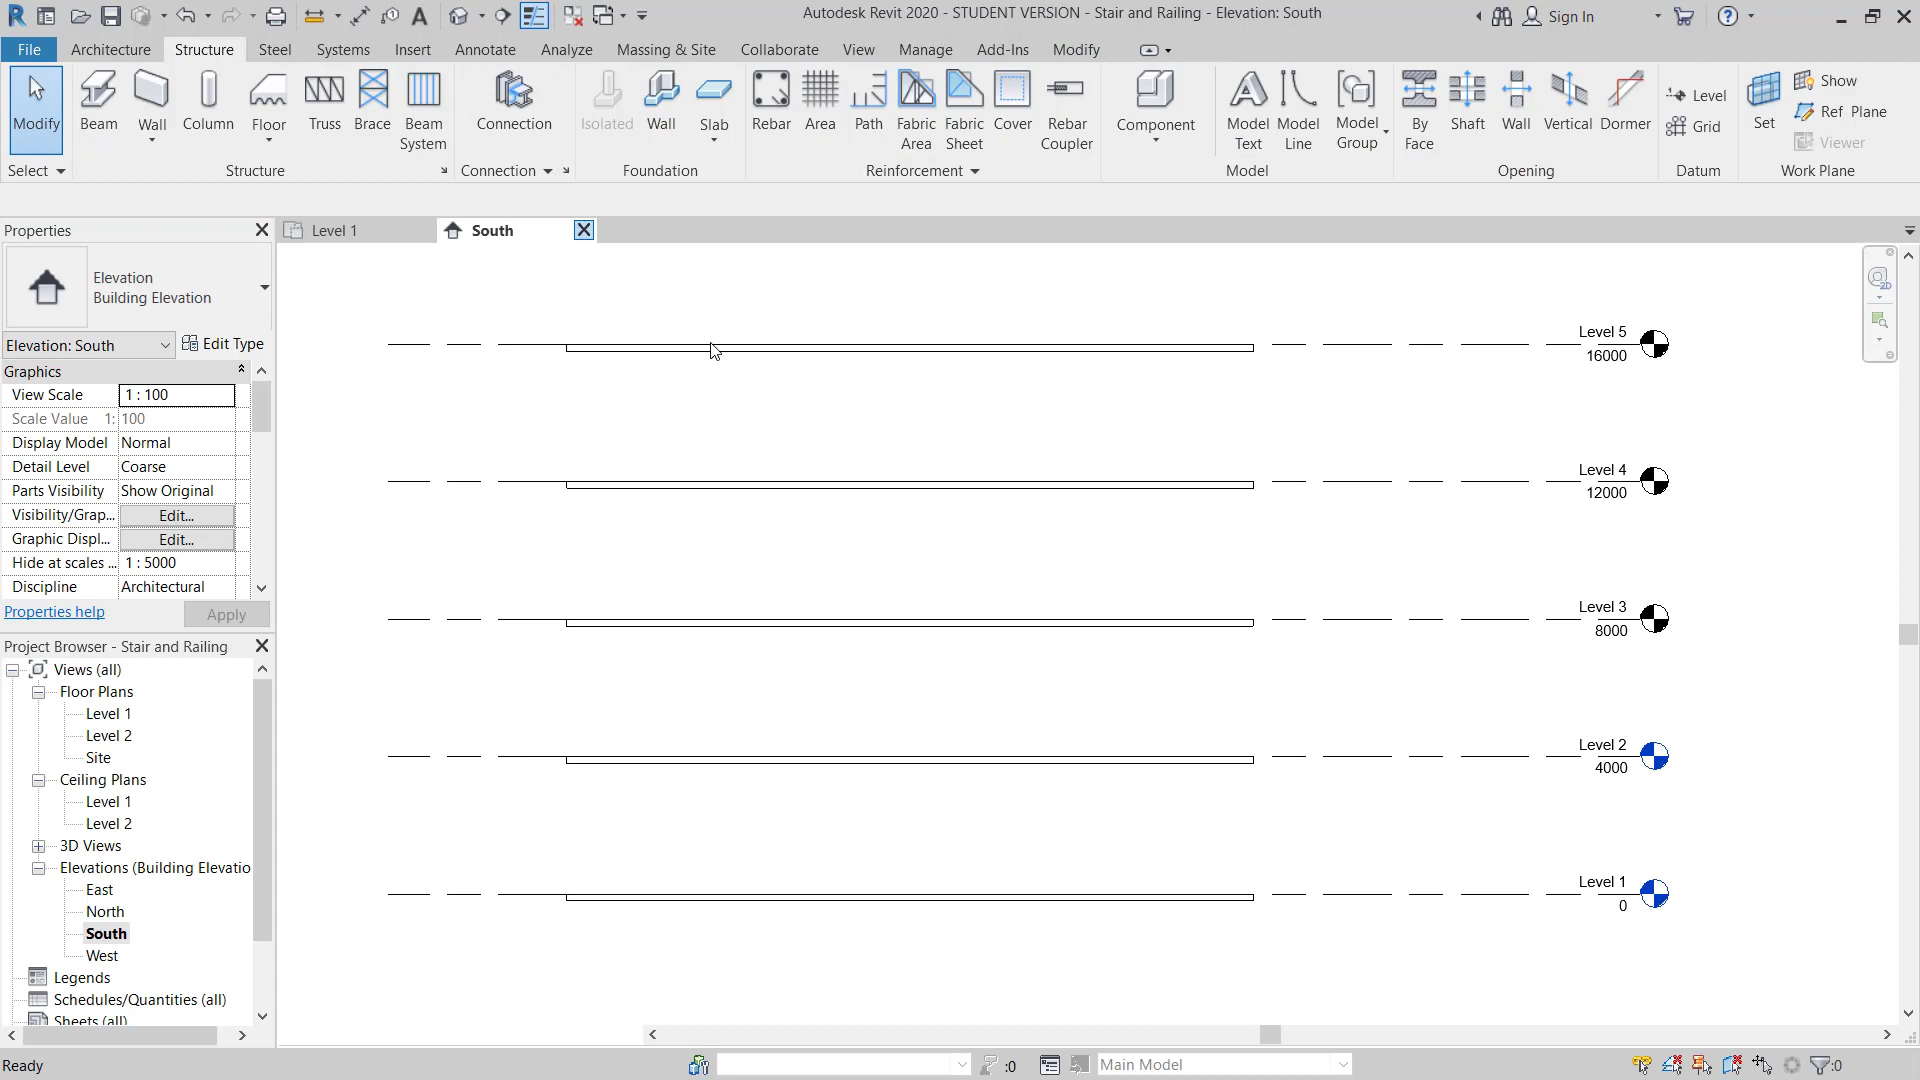 Autodesk Revit 2020 - STUDENT VERSION - Stair and Railing - Elevation: South
Sign In
File Architecture Structure Steel Systems Insert Annotate Analyze Massing & Site Collaborate View Manage Add-Ins Modify
Modify
Beam
Wall
Column
Floor
Truss
Brace
Beam
System
Connection
Isolated
Wall
Slab
Rebar
Area
Path
Fabric
Area
Fabric
Sheet
Cover
Rebar
Coupler
Component
Model
Text
Model
Line
Model
Group
By
Face
Shaft
Wall
Vertical
Dormer
Level
Grid
Set
Show
Ref Plane
Viewer
Select
Structure
Connection
Foundation
Reinforcement
Model
Opening
Datum
Work Plane
Properties
Level 1
South
Elevation
Building Elevation
Elevation: South
Edit Type
Graphics
View Scale 1 : 100
Scale Value 1: 100
Display Model Normal
Detail Level Coarse
Parts Visibility Show Original
Visibility/Grap... Edit...
Graphic Displ... Edit...
Hide at scales ... 1 : 5000
Discipline Architectural
Properties help
Apply
Project Browser - Stair and Railing
Views (all)
Floor Plans
Level 1
Level 2
Site
Ceiling Plans
Level 1
Level 2
3D Views
Elevations (Building Elevatio
East
North
South
West
Legends
Schedules/Quantities (all)
Sheets (all)
Level 5
16000
Level 4
12000
Level 3
8000
Level 2
4000
Level 1
0
2D
Ready
:0
Main Model
:0